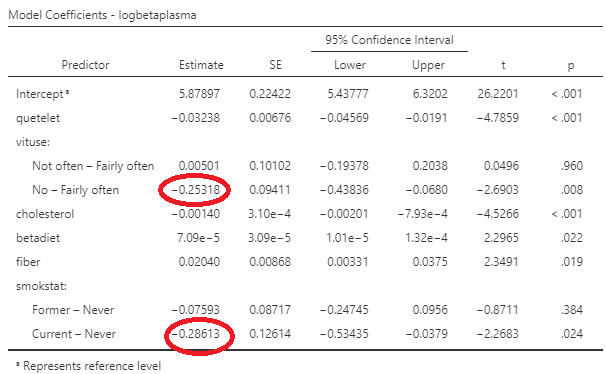 Model Coefficients - logbetaplasma
95% Confidence Interval
Predictor Estimate SE Lower Upper t p
Intercept ᵃ 5.87897 0.22422 5.43777 6.3202 26.2201 < .001
quetelet −0.03238 0.00676 −0.04569 −0.0191 −4.7859 < .001
vituse:
Not often – Fairly often 0.00501 0.10102 −0.19378 0.2038 0.0496 .960
No – Fairly often −0.25318 0.09411 −0.43836 −0.0680 −2.6903 .008
cholesterol −0.00140 3.10e−4 −0.00201 −7.93e−4 −4.5266 < .001
betadiet 7.09e−5 3.09e−5 1.01e−5 1.32e−4 2.2965 .022
fiber 0.02040 0.00868 0.00331 0.0375 2.3491 .019
smokstat:
Former – Never −0.07593 0.08717 −0.24745 0.0956 −0.8711 .384
Current – Never −0.28613 0.12614 −0.53435 −0.0379 −2.2683 .024
ᵃ Represents reference level